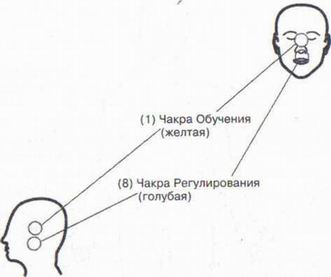 (1) Чакра Обучения
(желтая)
(8) Чакра Регулирования
(голубая)